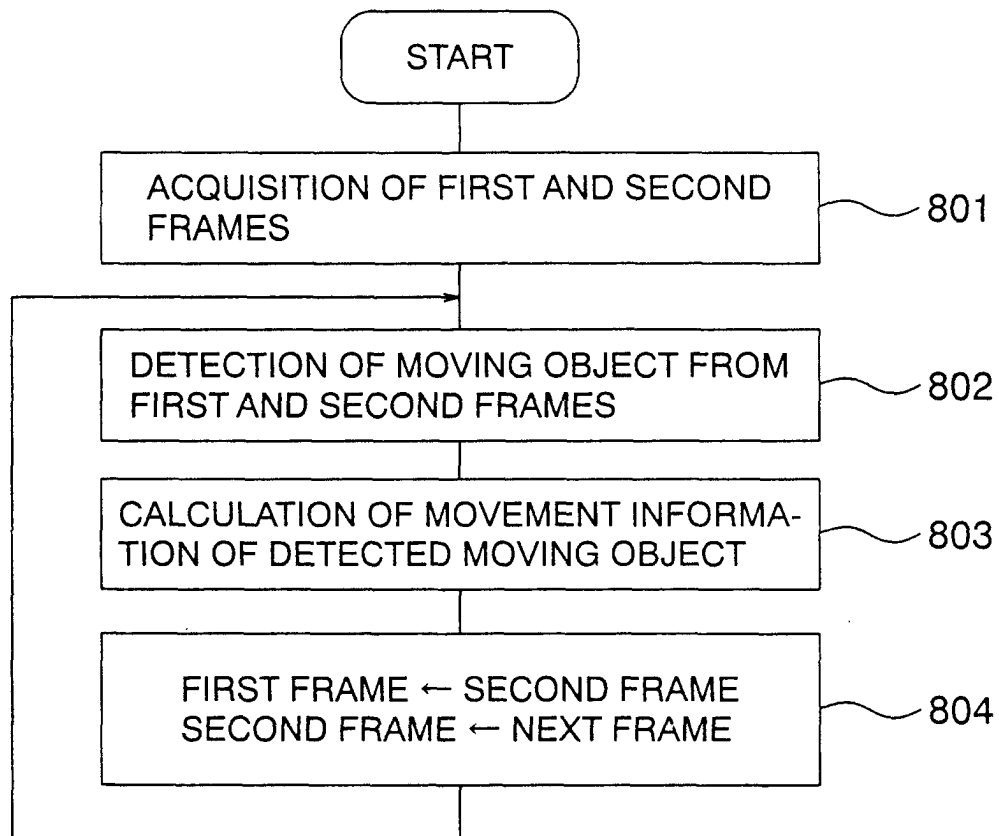 START
ACQUISITION OF FIRST AND SECOND
FRAMES
801
DETECTION OF MOVING OBJECT FROM
FIRST AND SECOND FRAMES
802
CALCULATION OF MOVEMENT INFORMA-
TION OF DETECTED MOVING OBJECT
803
FIRST FRAME ← SECOND FRAME
SECOND FRAME ← NEXT FRAME
804